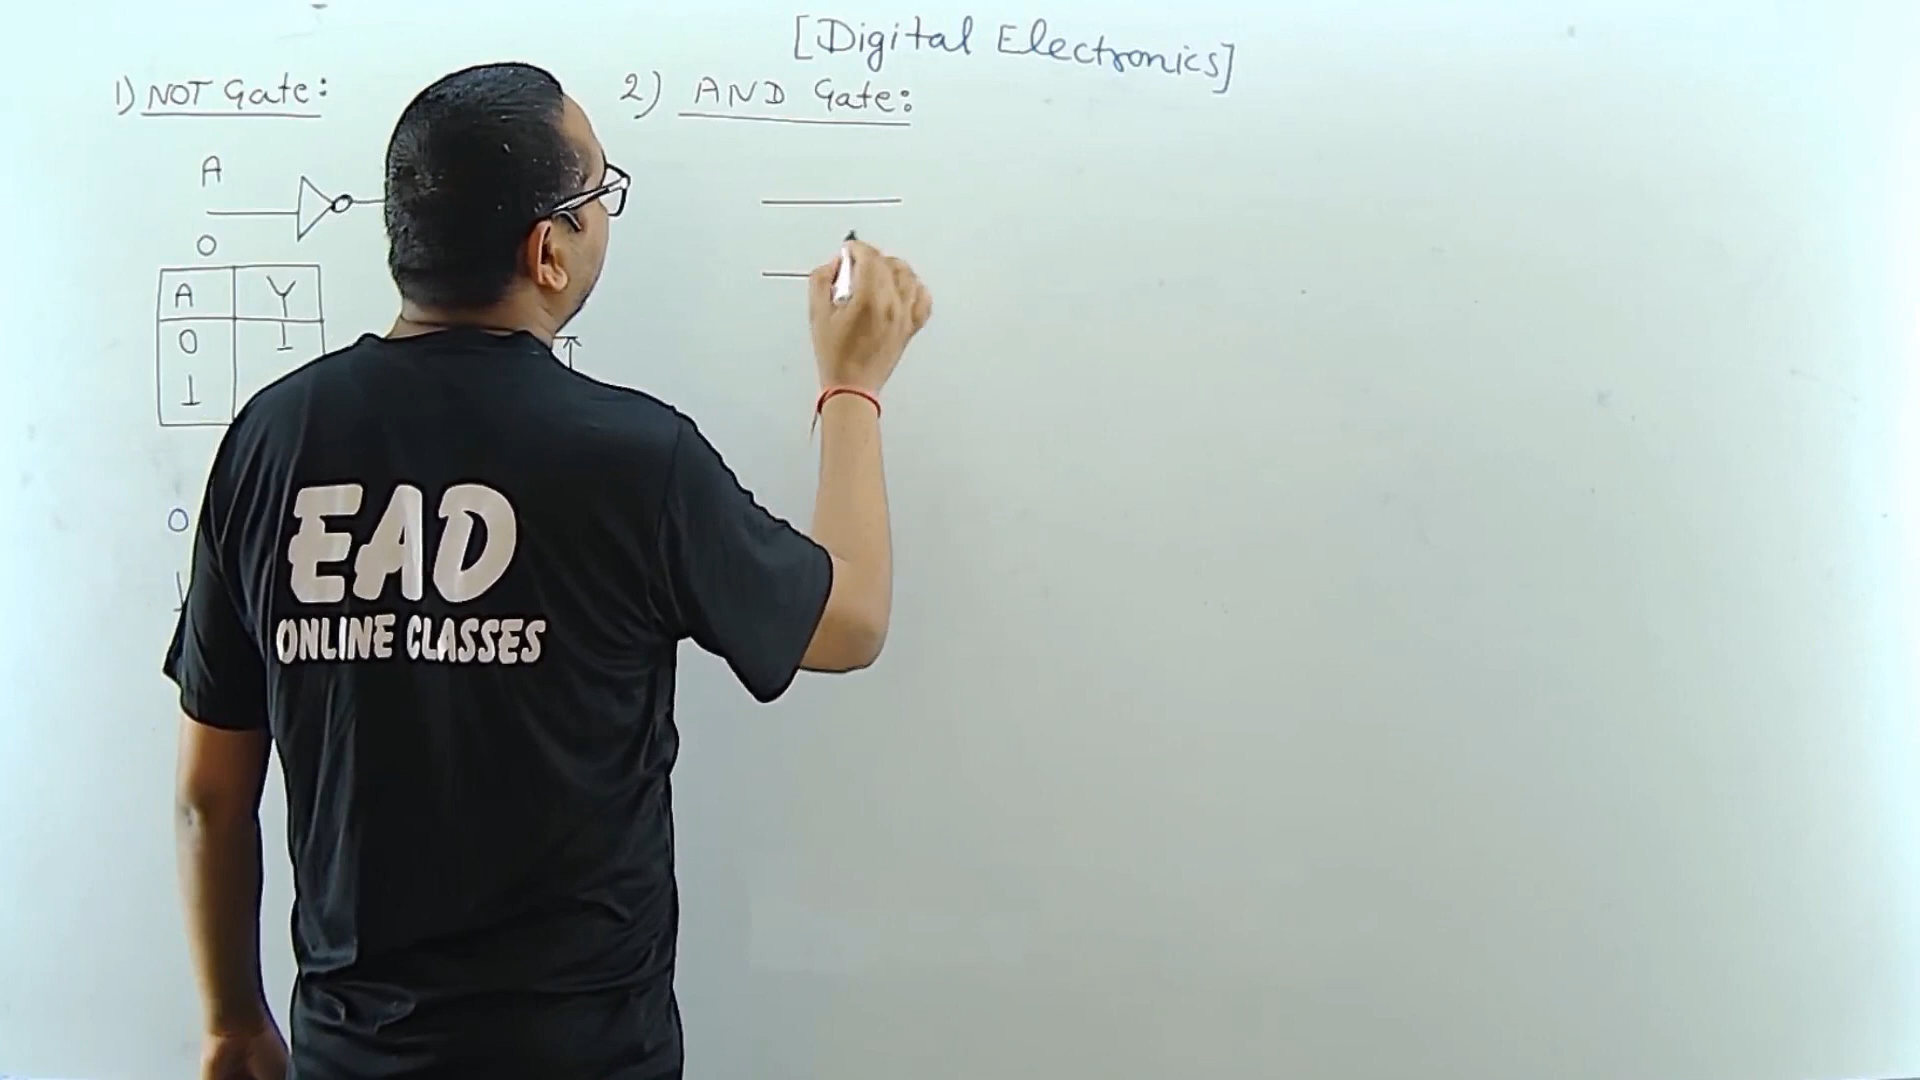 [Digital Electronics]
1) NOT Gate:
2) AND Gate:
A
0
A Y
0 1
1
0
EAD
ONLINE CLASSES